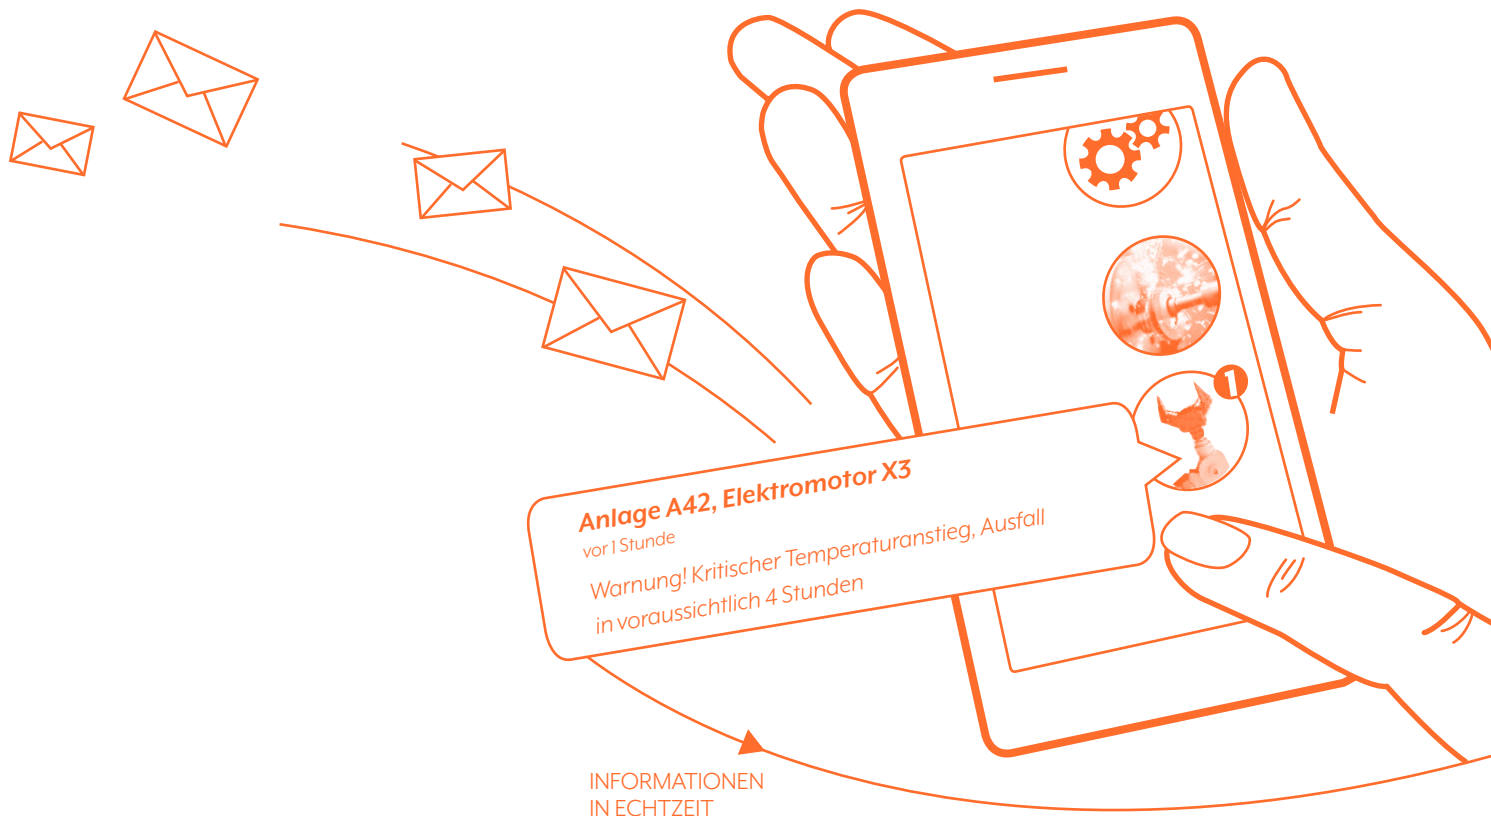 1
Anlage A42, Elektromotor X3
vor 1 Stunde
Warnung! Kritischer Temperaturanstieg, Ausfall
in voraussichtlich 4 Stunden
INFORMATIONEN
IN ECHTZEIT